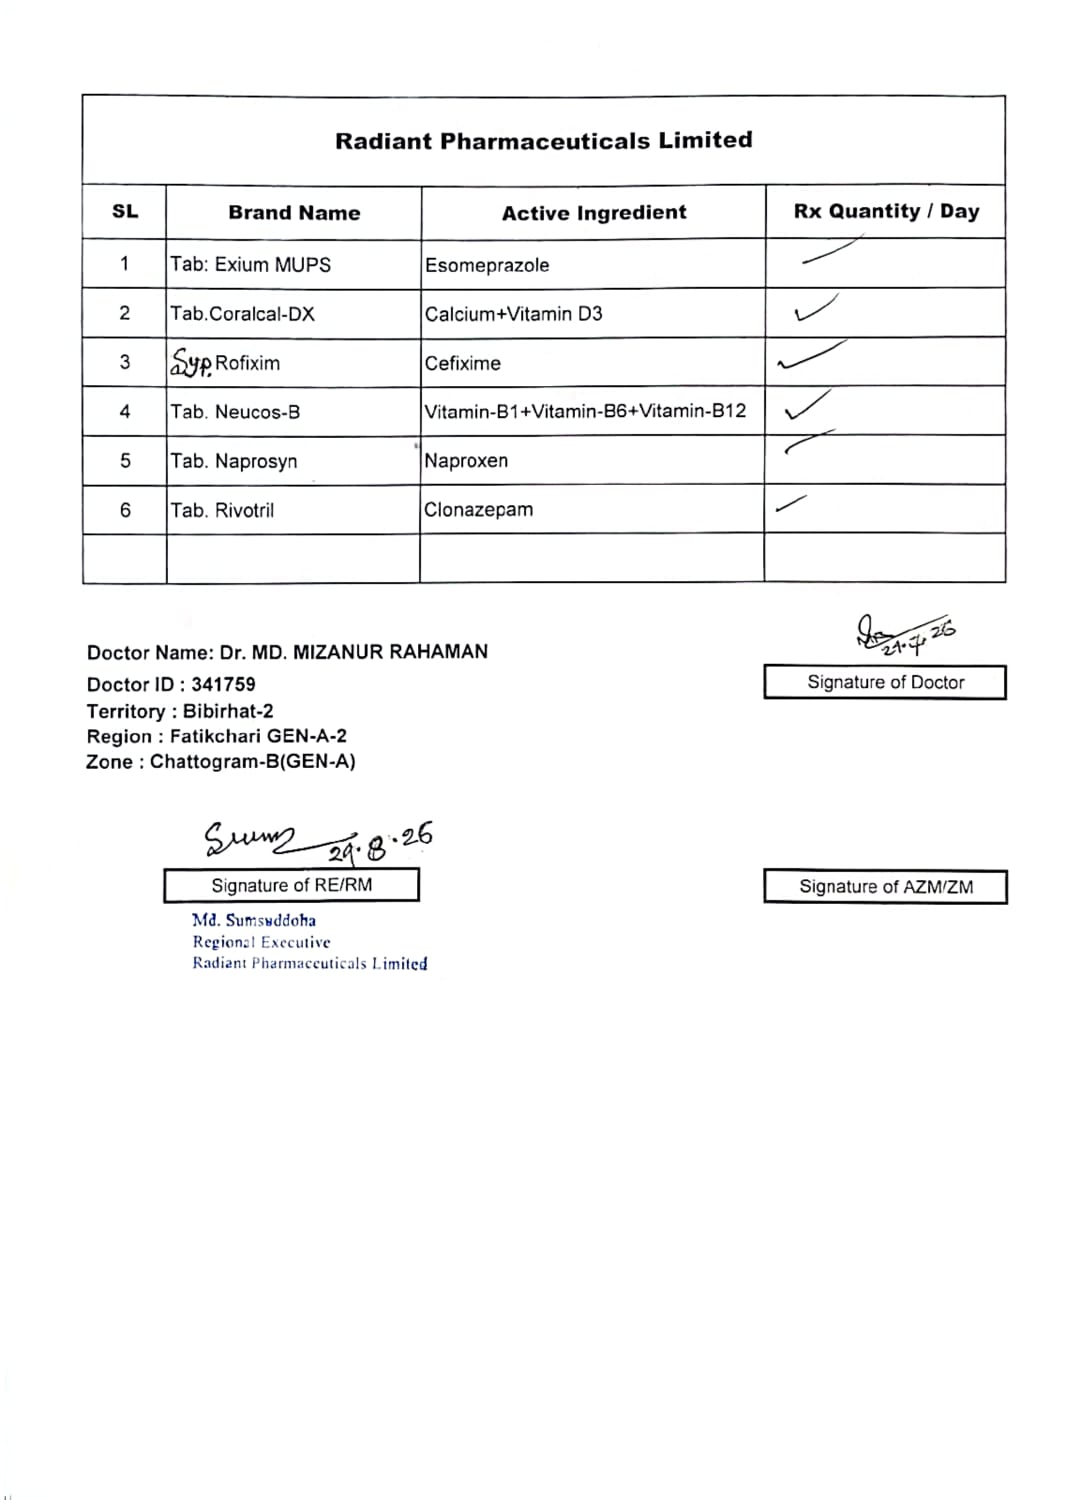 Radiant Pharmaceuticals Limited
SL Brand Name Active Ingredient Rx Quantity / Day
1 Tab: Exium MUPS Esomeprazole
2 Tab.Coralcal-DX Calcium+Vitamin D3
3 Syp. Rofixim Cefixime
4 Tab. Neucos-B Vitamin-B1+Vitamin-B6+Vitamin-B12
5 Tab. Naprosyn Naproxen
6 Tab. Rivotril Clonazepam
Doctor Name: Dr. MD. MIZANUR RAHAMAN
Doctor ID : 341759
Territory : Bibirhat-2
Region : Fatikchari GEN-A-2
Zone : Chattogram-B(GEN-A)
Signature of Doctor
29.8.26
Signature of RE/RM
Md. Sumsuddoha
Regional Executive
Radiant Pharmaceuticals Limited
Signature of AZM/ZM